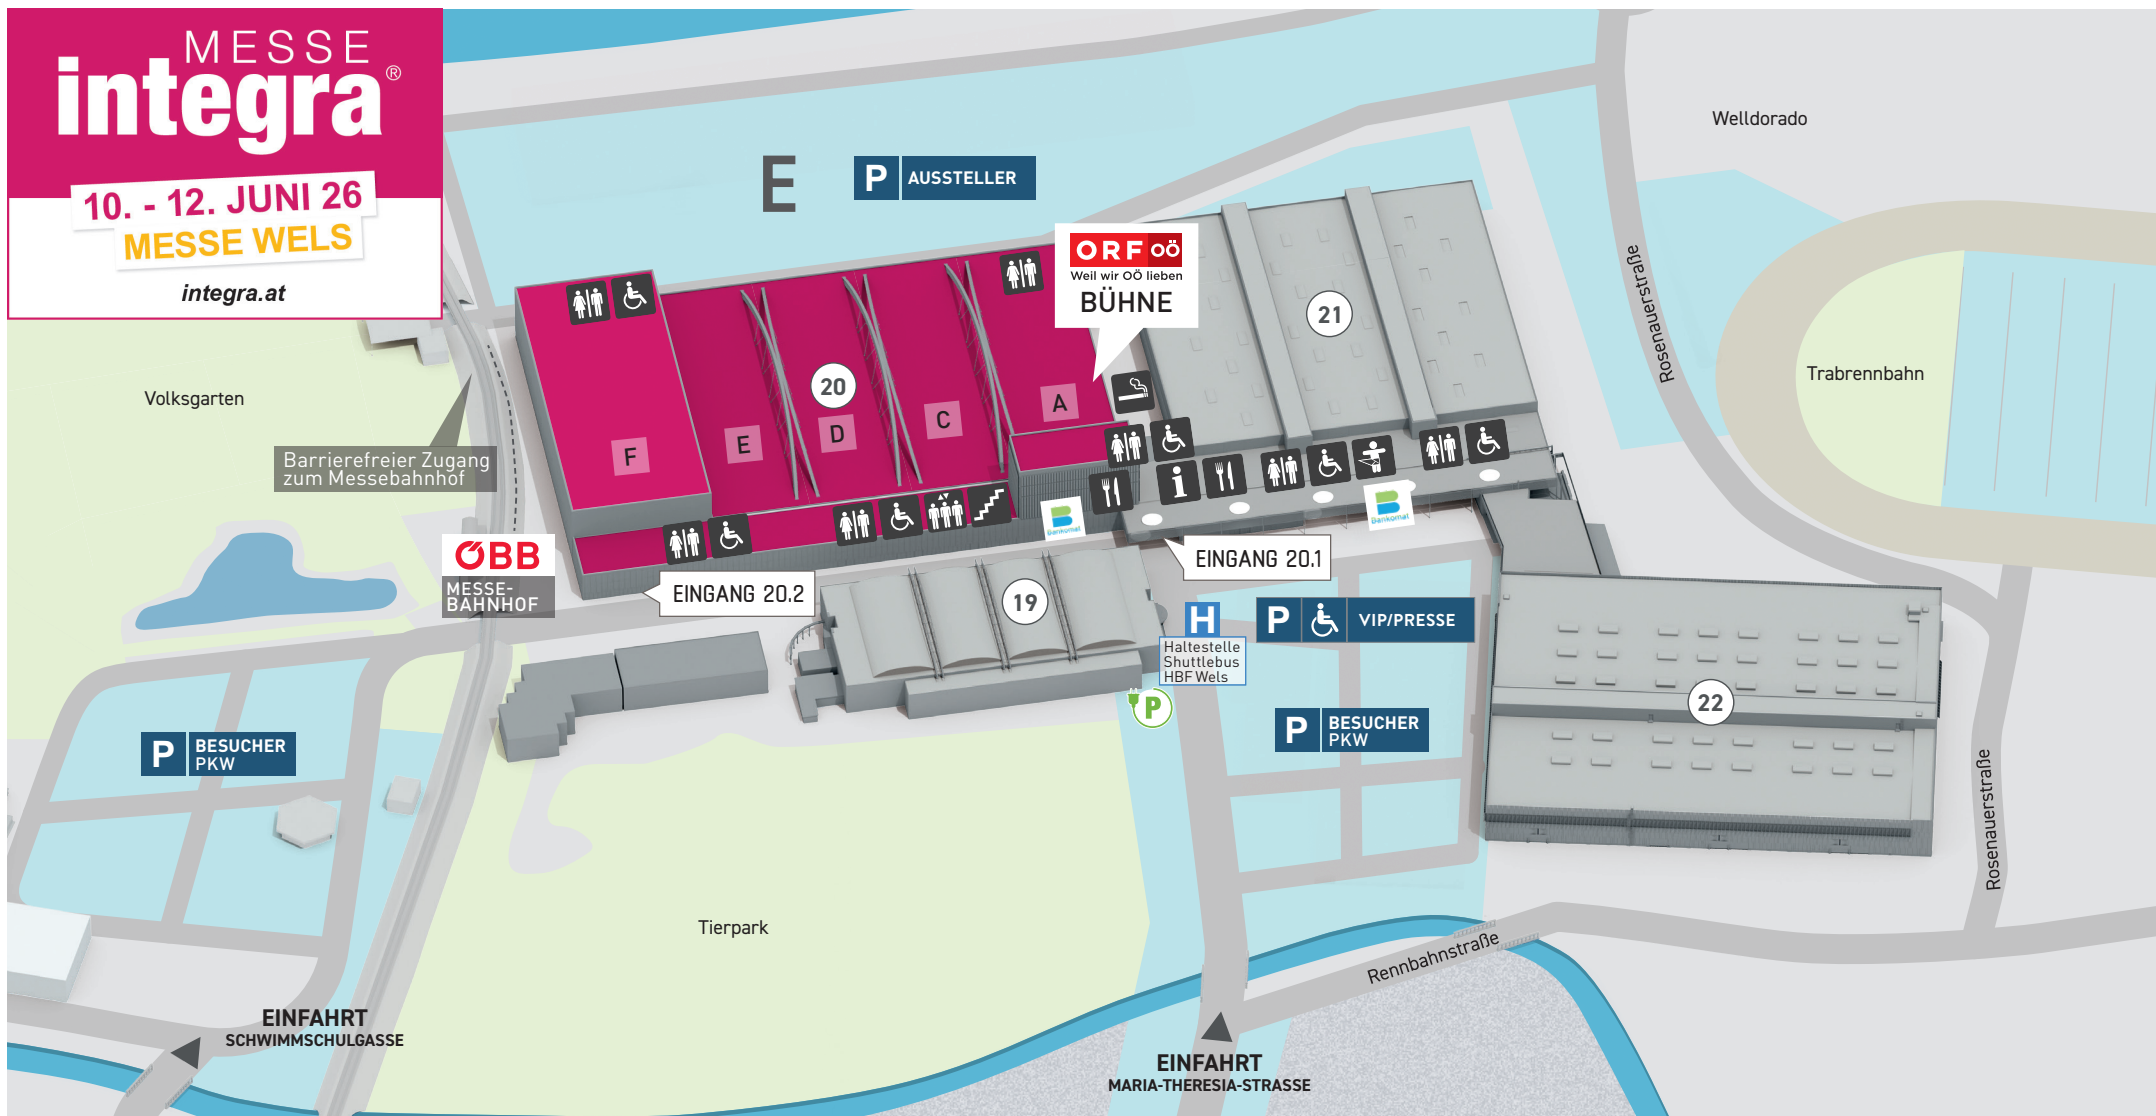 MESSE
integra®
10. - 12. JUNI 26
MESSE WELS
integra.at
Welldorado
E
P AUSSTELLER
ORF OÖ
Weil wir OÖ lieben
BÜHNE
21
Rosenauerstraße
Trabrennbahn
Volksgarten
20
A
C
D
E
F
Barrierefreier Zugang
zum Messebahnhof
i
Bankomat
Bankomat
ÖBB
MESSE-
BAHNHOF
EINGANG 20.1
EINGANG 20.2
19
H
Haltestelle
Shuttlebus
HBF Wels
P VIP/PRESSE
P
22
P BESUCHER
PKW
P BESUCHER
PKW
Rosenauerstraße
Tierpark
Rennbahnstraße
EINFAHRT
SCHWIMMSCHULGASSE
EINFAHRT
MARIA-THERESIA-STRASSE